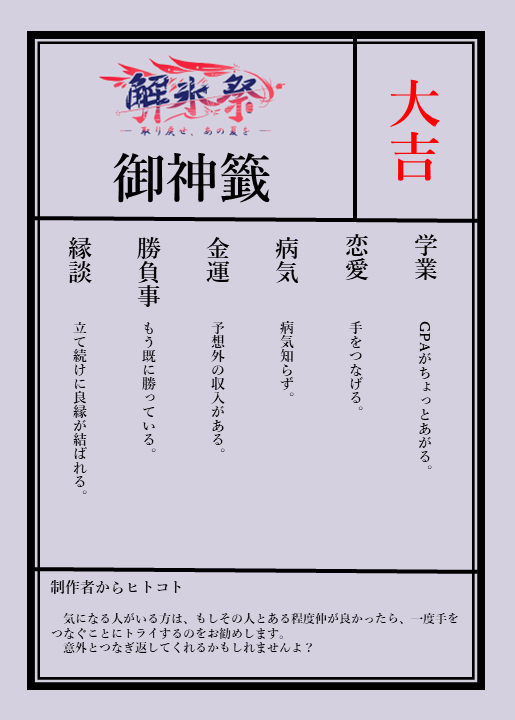 解氷祭
取り戻せ、あの夏を
御神籤
大吉
学業
GPAがちょっとあがる。
恋愛
手をつなげる。
病気
病気知らず。
金運
予想外の収入がある。
勝負事
もう既に勝っている。
縁談
立て続けに良縁が結ばれる。
制作者からヒトコト
気になる人がいる方は、もしその人とある程度仲が良かったら、一度手を
つなぐことにトライするのをお勧めします。
意外とつなぎ返してくれるかもしれませんよ？